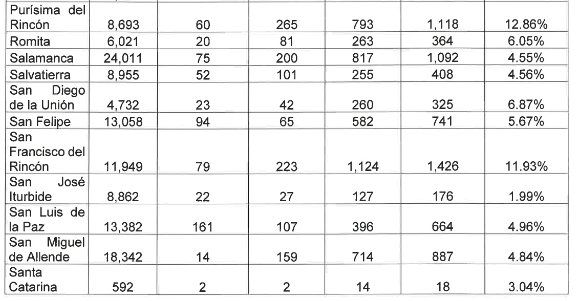 Purísima del
Rincón 8,693 60 265 793 1,118 12.86%
Romita 6,021 20 81 263 364 6.05%
Salamanca 24,011 75 200 817 1,092 4.55%
Salvatierra 8,955 52 101 255 408 4.56%
San Diego
de la Unión 4,732 23 42 260 325 6.87%
San Felipe 13,058 94 65 582 741 5.67%
San
Francisco del
Rincón 11,949 79 223 1,124 1,426 11.93%
San José
Iturbide 8,862 22 27 127 176 1.99%
San Luis de
la Paz 13,382 161 107 396 664 4.96%
San Miguel
de Allende 18,342 14 159 714 887 4.84%
Santa
Catarina 592 2 2 14 18 3.04%